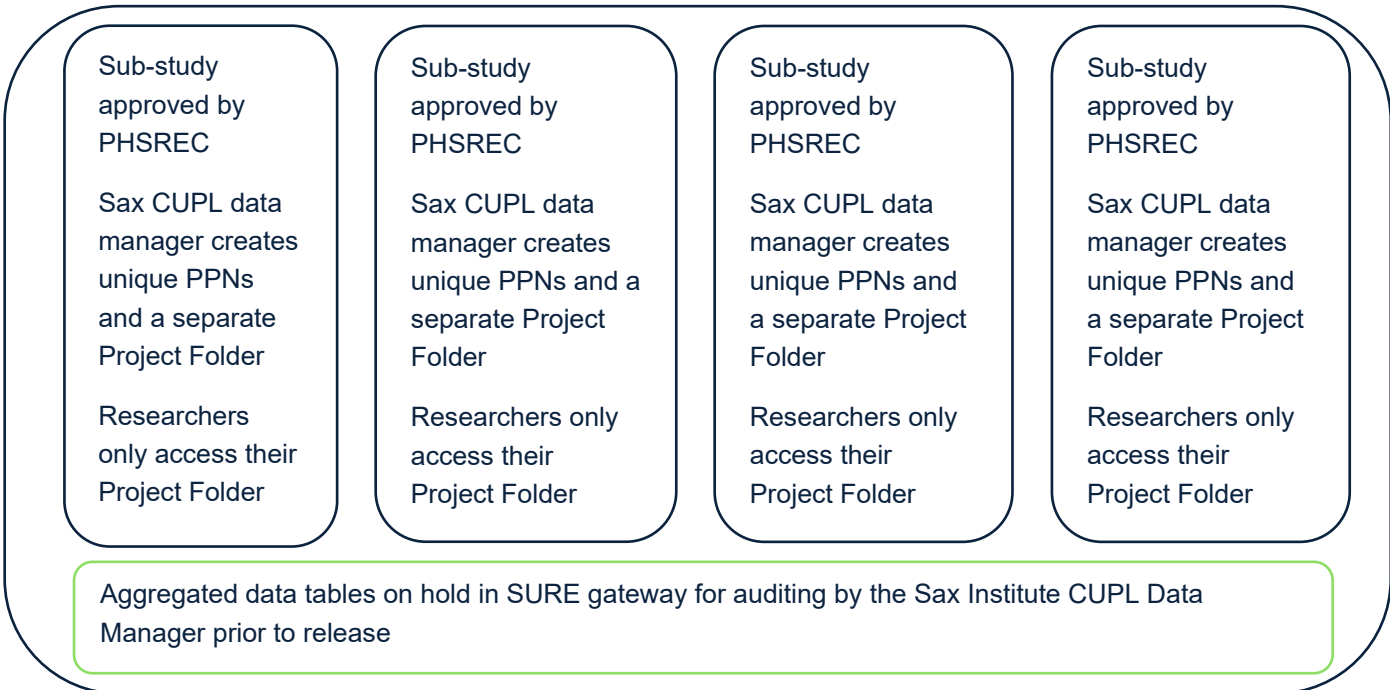 Sub-study
approved by
PHSREC
Sax CUPL data
manager creates
unique PPNs
and a separate
Project Folder
Researchers
only access their
Project Folder
Sub-study
approved by
PHSREC
Sax CUPL data
manager creates
unique PPNs and a
separate Project
Folder
Researchers only
access their
Project Folder
Sub-study
approved by
PHSREC
Sax CUPL data
manager creates
unique PPNs and
a separate Project
Folder
Researchers only
access their
Project Folder
Sub-study
approved by
PHSREC
Sax CUPL data
manager creates
unique PPNs and
a separate Project
Folder
Researchers only
access their
Project Folder
Aggregated data tables on hold in SURE gateway for auditing by the Sax Institute CUPL Data
Manager prior to release